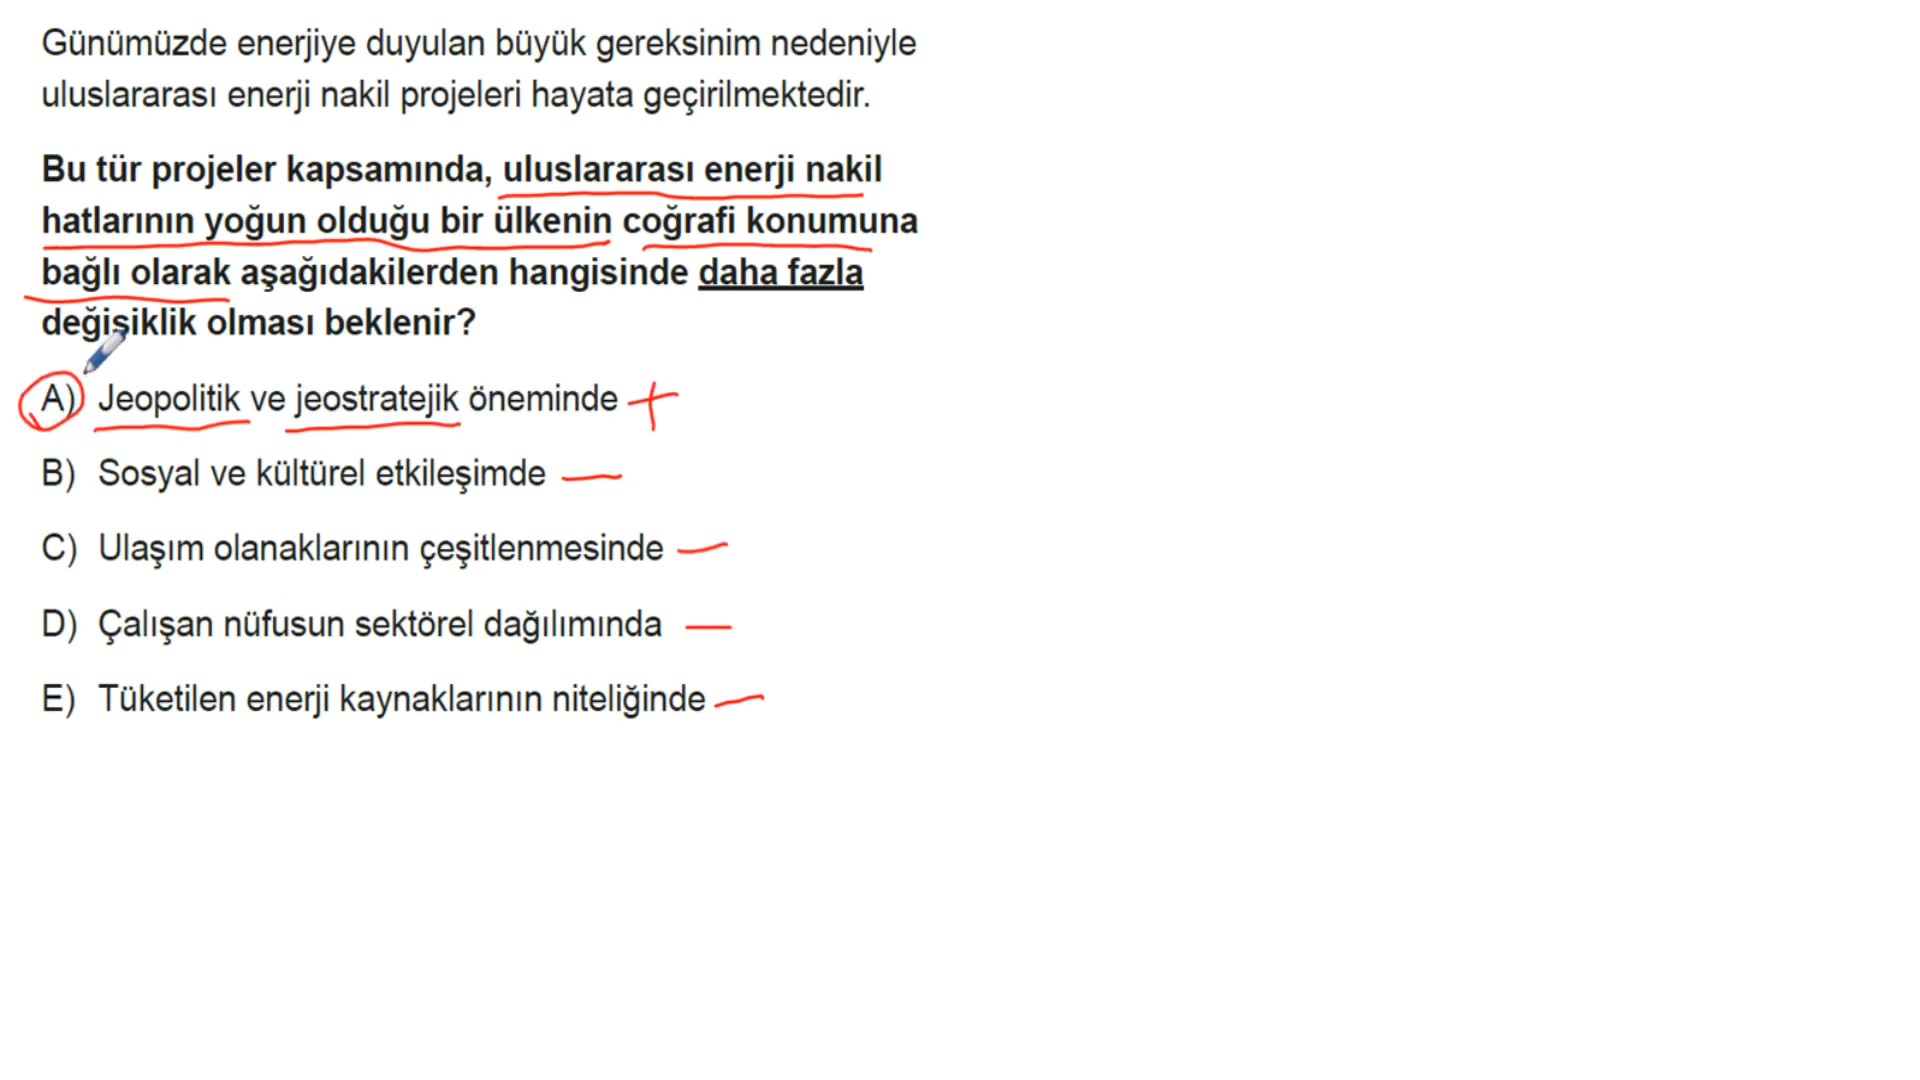 Günümüzde enerjiye duyulan büyük gereksinim nedeniyle
uluslararası enerji nakil projeleri hayata geçirilmektedir.
Bu tür projeler kapsamında, uluslararası enerji nakil
hatlarının yoğun olduğu bir ülkenin coğrafi konumuna
bağlı olarak aşağıdakilerden hangisinde daha fazla
değişiklik olması beklenir?
A) Jeopolitik ve jeostratejik öneminde +
B) Sosyal ve kültürel etkileşimde —
C) Ulaşım olanaklarının çeşitlenmesinde —
D) Çalışan nüfusun sektörel dağılımında —
E) Tüketilen enerji kaynaklarının niteliğinde —